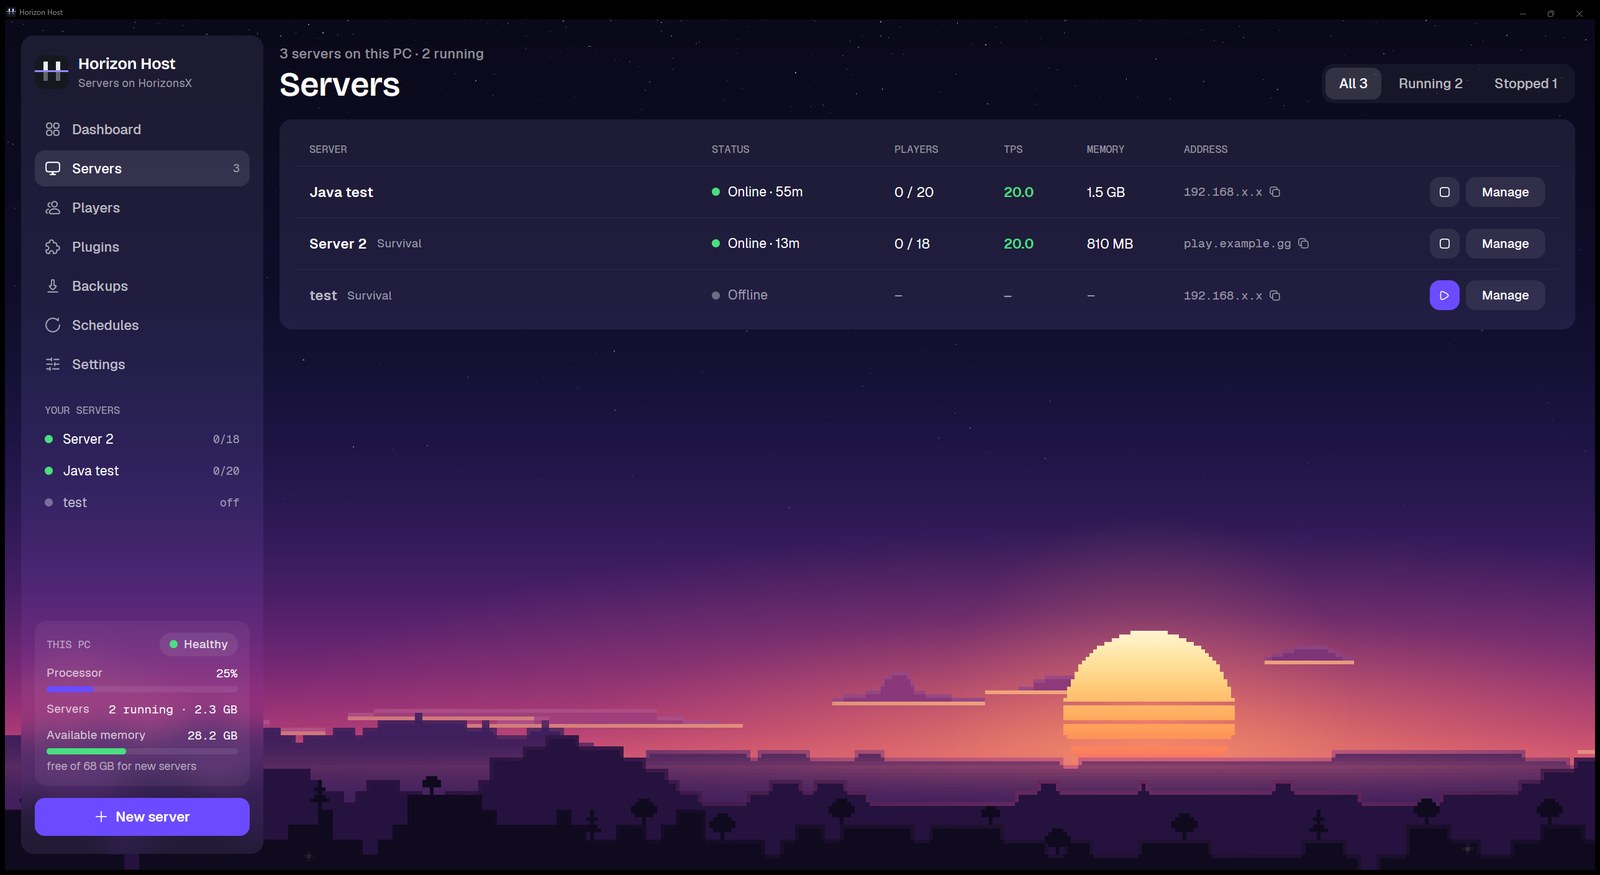 Horizon Host
Horizon Host
Servers on HorizonsX
Dashboard
Servers 3
Players
Plugins
Backups
Schedules
Settings
YOUR SERVERS
Server 2 0/18
Java test 0/20
test off
THIS PC Healthy
Processor 25%
Servers 2 running · 2.3 GB
Available memory 28.2 GB
free of 68 GB for new servers
+ New server
3 servers on this PC · 2 running
Servers
All 3 Running 2 Stopped 1
SERVER STATUS PLAYERS TPS MEMORY ADDRESS
Java test Online · 55m 0 / 20 20.0 1.5 GB 192.168.x.x Manage
Server 2 Survival Online · 13m 0 / 18 20.0 810 MB play.example.gg Manage
test Survival Offline – – – 192.168.x.x Manage